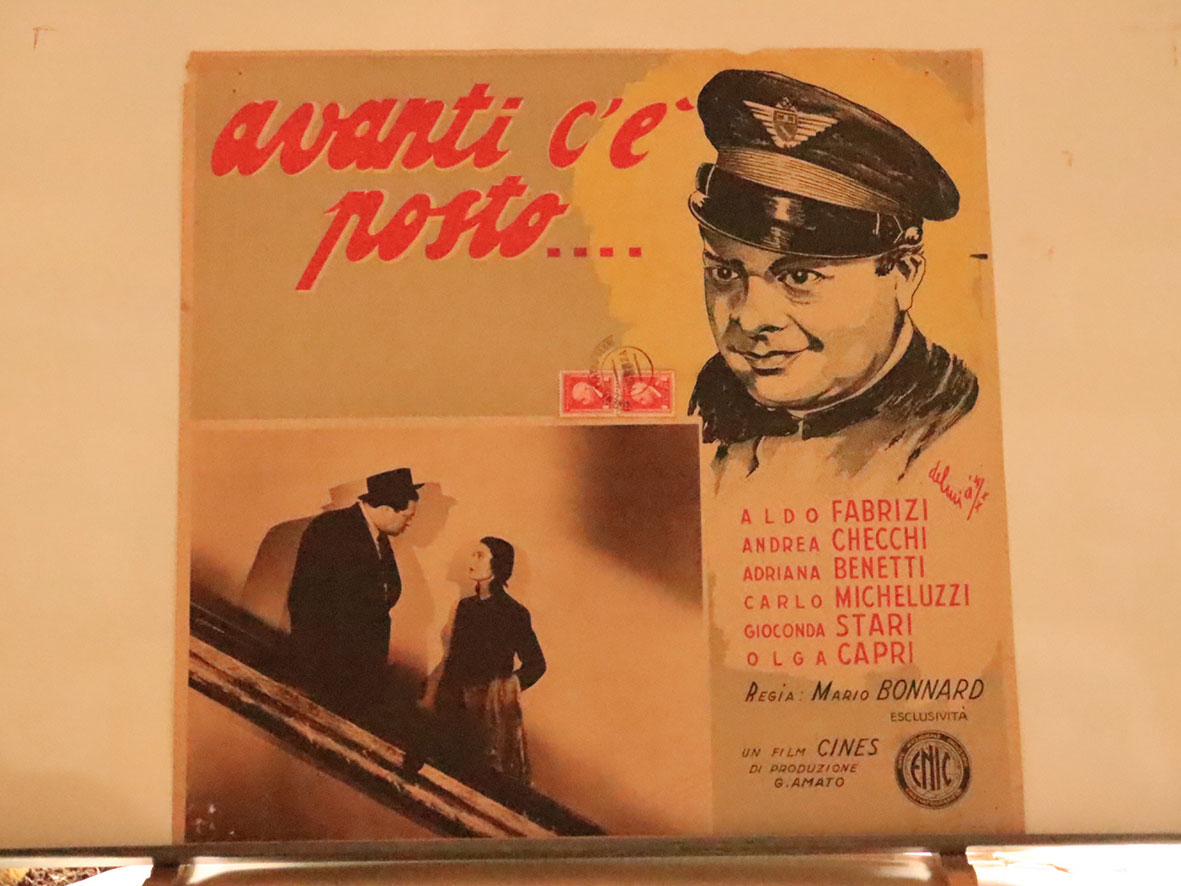 avanti c'è
posto....
ALDO FABRIZI
ANDREA CHECCHI
ADRIANA BENETTI
CARLO MICHELUZZI
GIOCONDA STARI
OLGA CAPRI
REGIA: MARIO BONNARD
ESCLUSIVITÀ
UN FILM CINES
DI PRODUZIONE
G. AMATO
ENIC